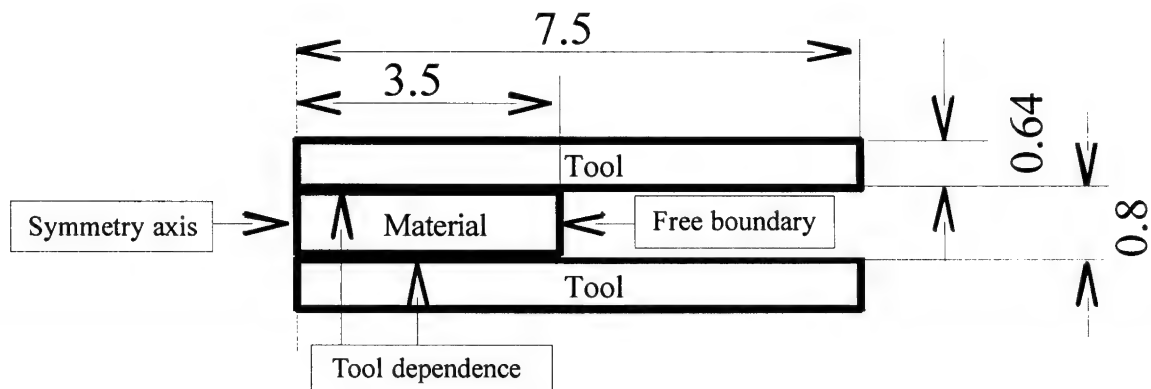 7.5
3.5
0.64
Tool
Symmetry axis
Material
Free boundary
0.8
Tool
Tool dependence